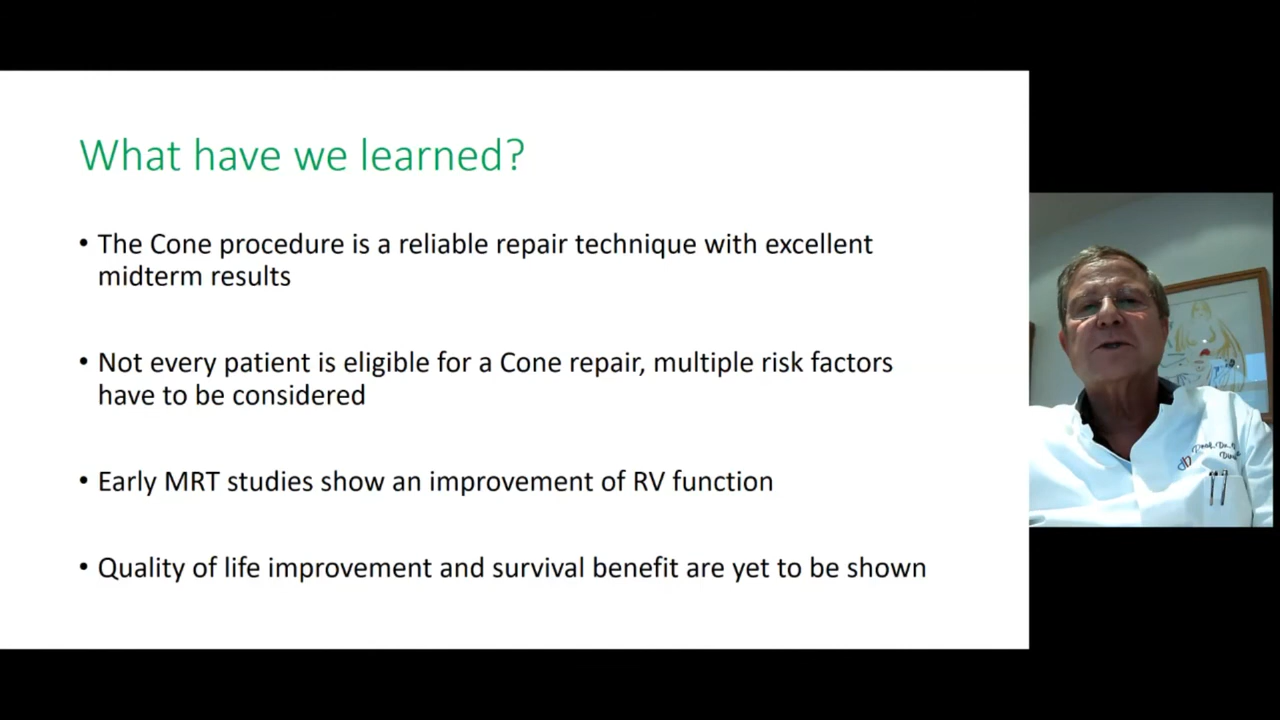 What have we learned?
• The Cone procedure is a reliable repair technique with excellent
midterm results
• Not every patient is eligible for a Cone repair, multiple risk factors
have to be considered
• Early MRT studies show an improvement of RV function
• Quality of life improvement and survival benefit are yet to be shown